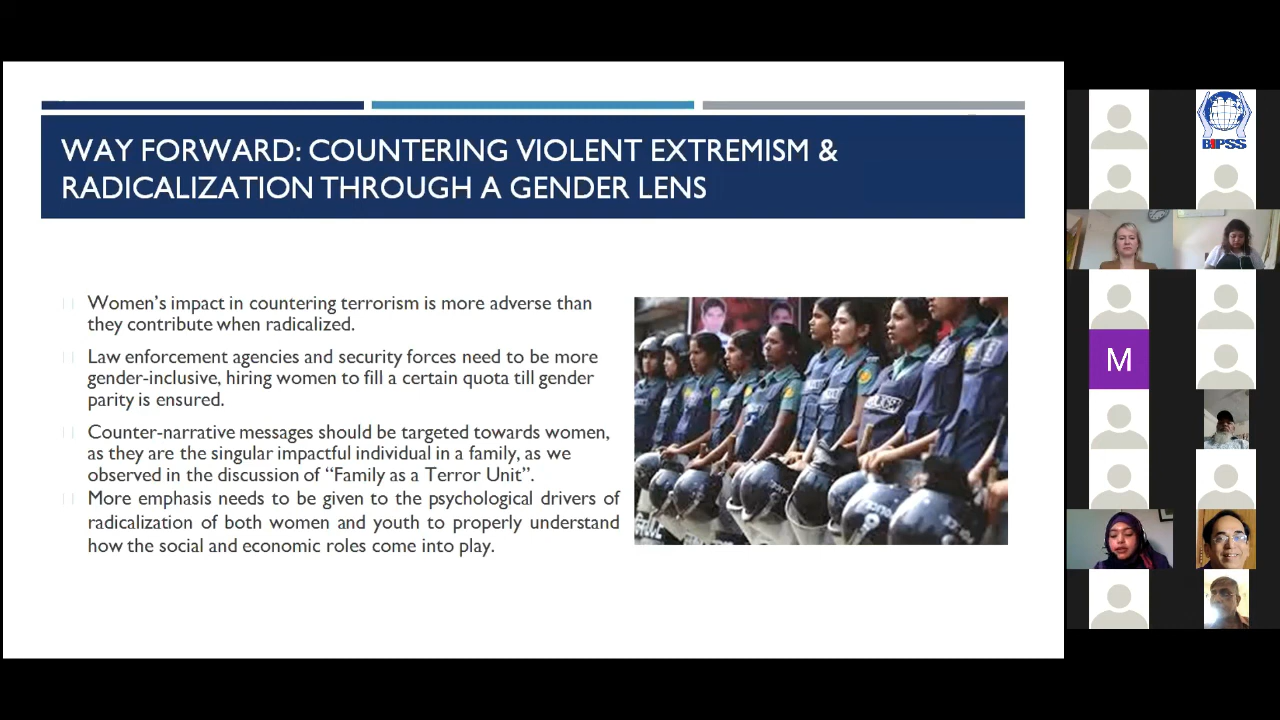 WAY FORWARD: COUNTERING VIOLENT EXTREMISM &
RADICALIZATION THROUGH A GENDER LENS
Women's impact in countering terrorism is more adverse than
they contribute when radicalized.
Law enforcement agencies and security forces need to be more
gender-inclusive, hiring women to fill a certain quota till gender
parity is ensured.
Counter-narrative messages should be targeted towards women,
as they are the singular impactful individual in a family, as we
observed in the discussion of “Family as a Terror Unit”.
More emphasis needs to be given to the psychological drivers of
radicalization of both women and youth to properly understand
how the social and economic roles come into play.
BIPSS
M